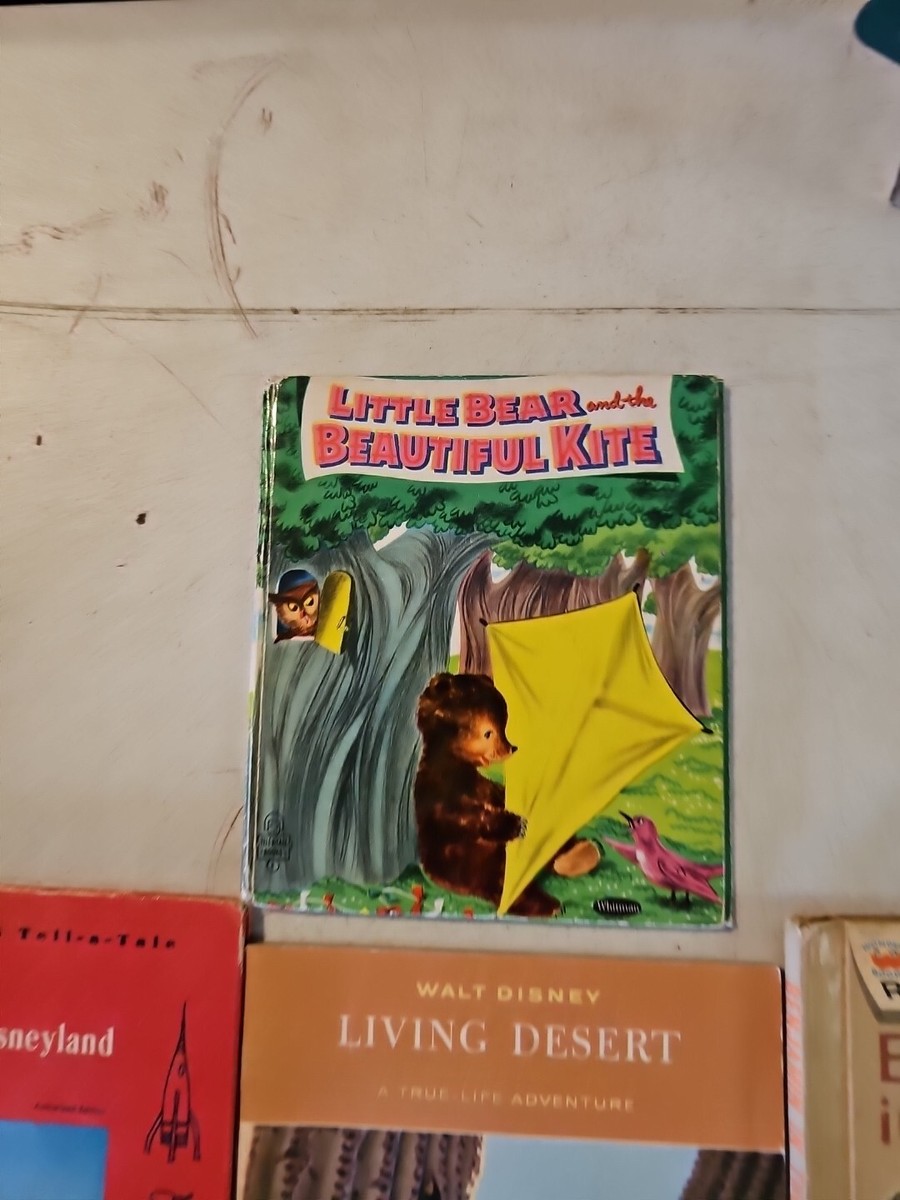 LITTLE BEAR and the
BEAUTIFUL KITE
Whitman
Tell-a-Tale
sneyland
WALT DISNEY
LIVING DESERT
A TRUE-LIFE ADVENTURE